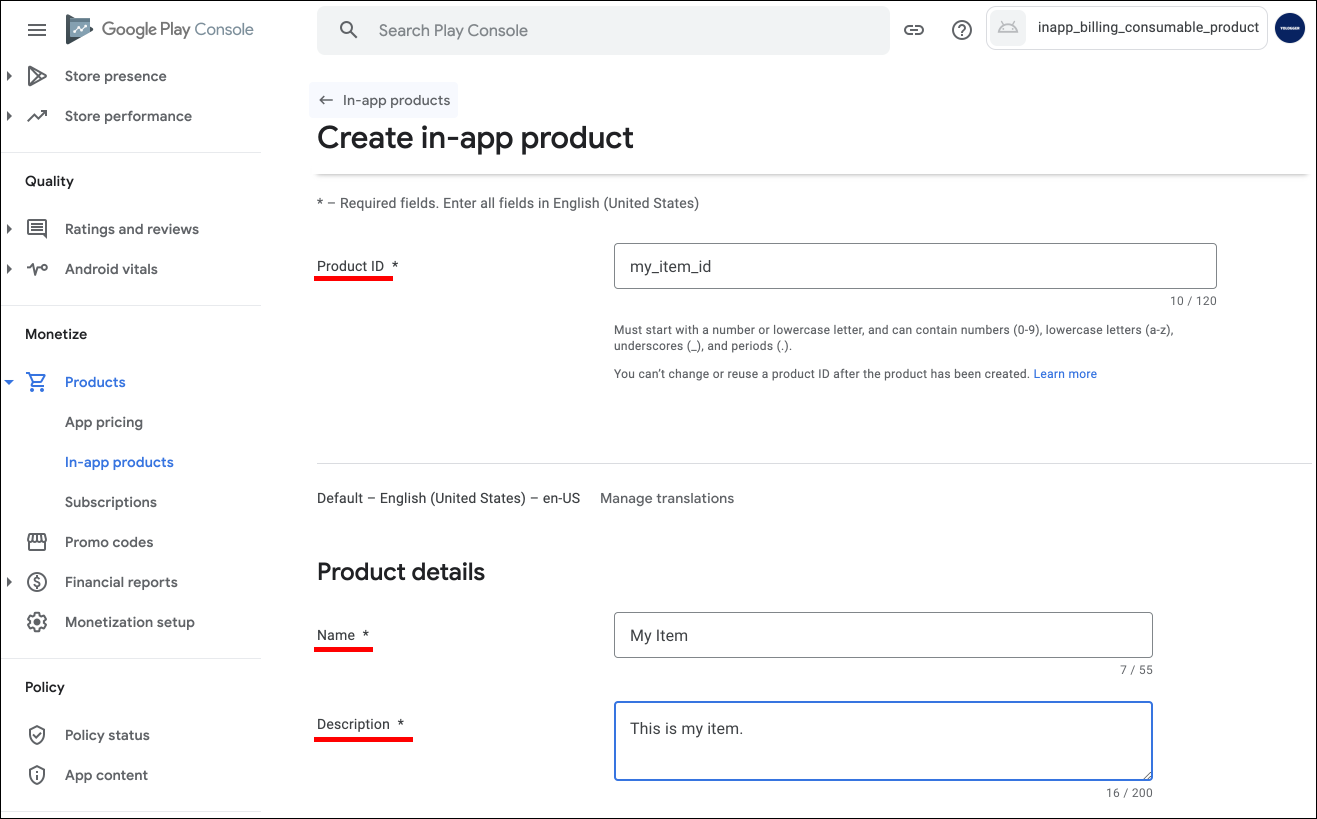 Google Play Console
Search Play Console
inapp_billing_consumable_product
Store presence
Store performance
Quality
Ratings and reviews
Android vitals
Monetize
Products
App pricing
In-app products
Subscriptions
Promo codes
Financial reports
Monetization setup
Policy
Policy status
App content
← In-app products
Create in-app product
* – Required fields. Enter all fields in English (United States)
Product ID *
my_item_id
10 / 120
Must start with a number or lowercase letter, and can contain numbers (0-9), lowercase letters (a-z),
underscores (_), and periods (.).
You can't change or reuse a product ID after the product has been created. Learn more
Default – English (United States) – en-US Manage translations
Product details
Name *
My Item
7 / 55
Description *
This is my item.
16 / 200